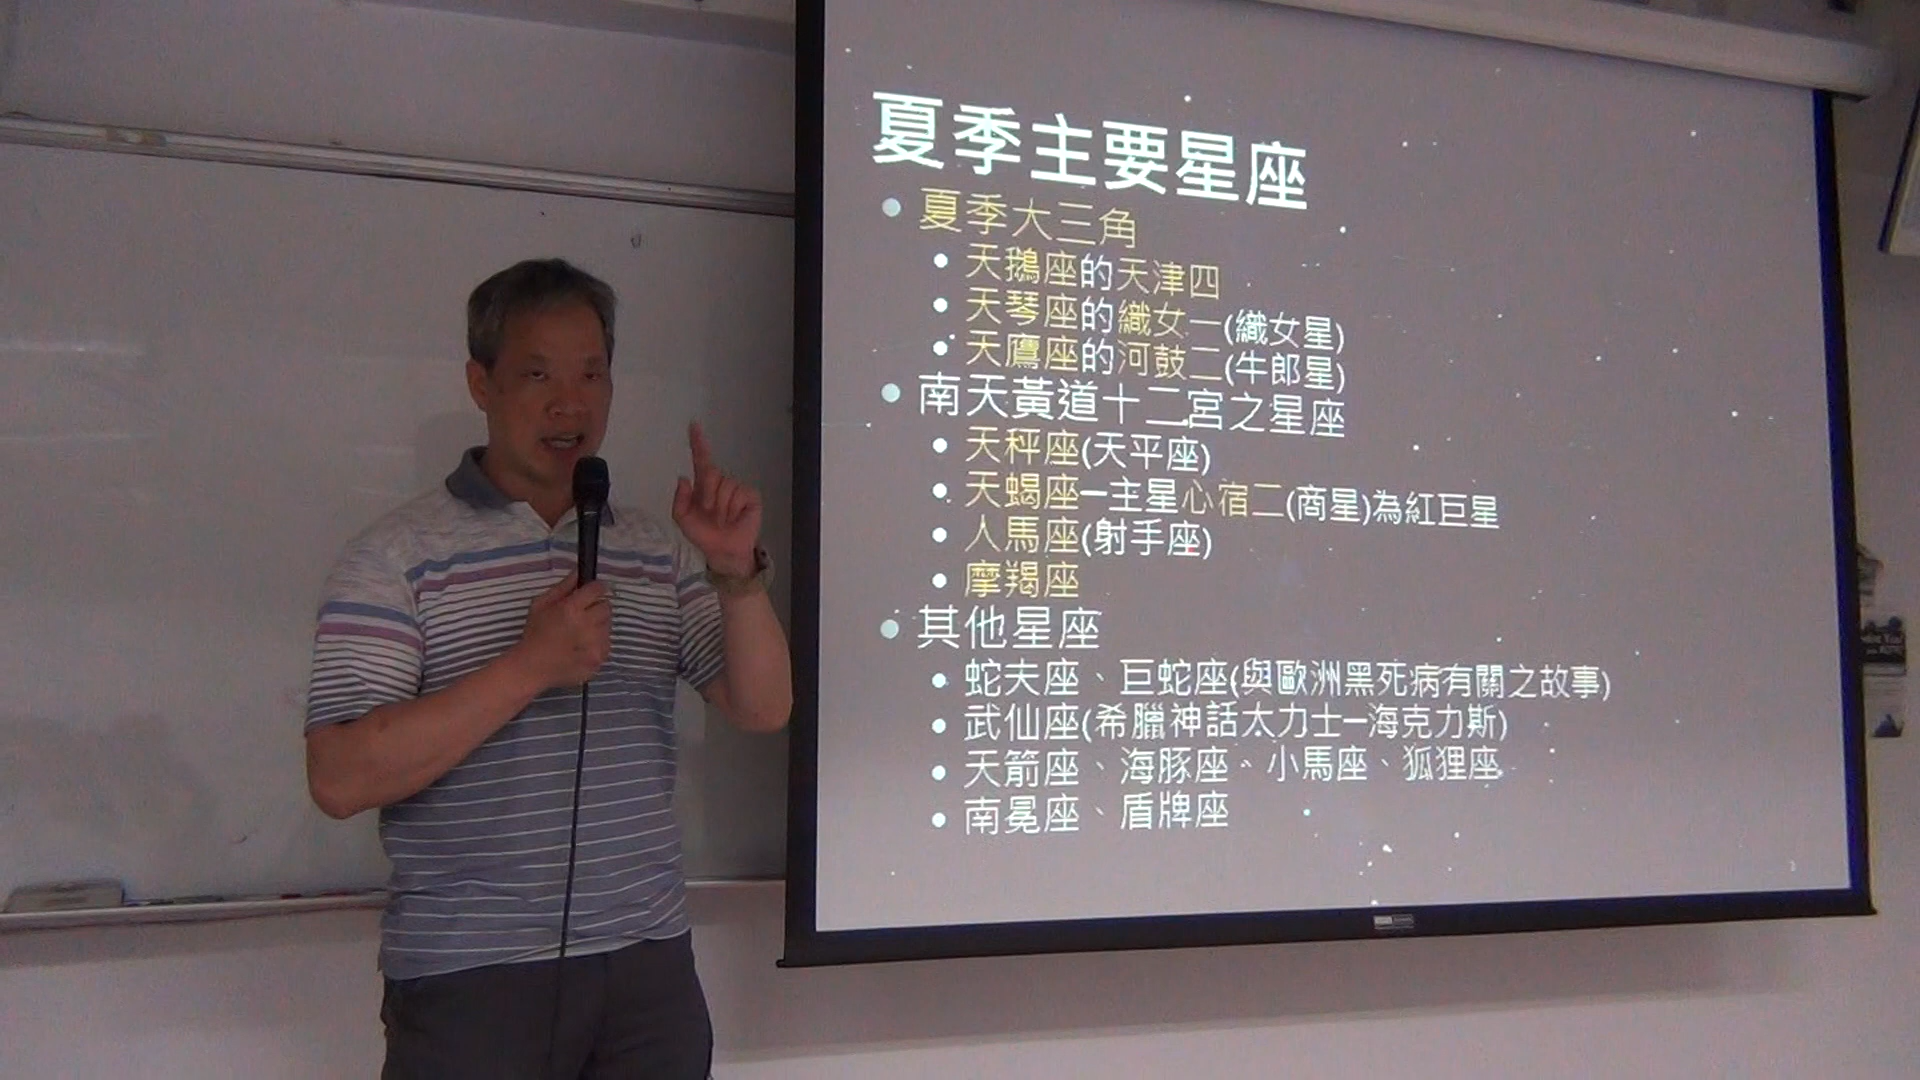 夏季主要星座
夏季大三角
天鵝座的天津四
天琴座的織女一(織女星)
天鷹座的河鼓二(牛郎星)
南天黃道十二宮之星座
天秤座(天平座)
天蝎座─主星心宿二(商星)為紅巨星
人馬座(射手座)
摩羯座
其他星座
蛇夫座、巨蛇座(與歐洲黑死病有關之故事)
武仙座(希臘神話大力士─海克力斯)
天箭座、海豚座、小馬座、狐狸座
南冕座、盾牌座